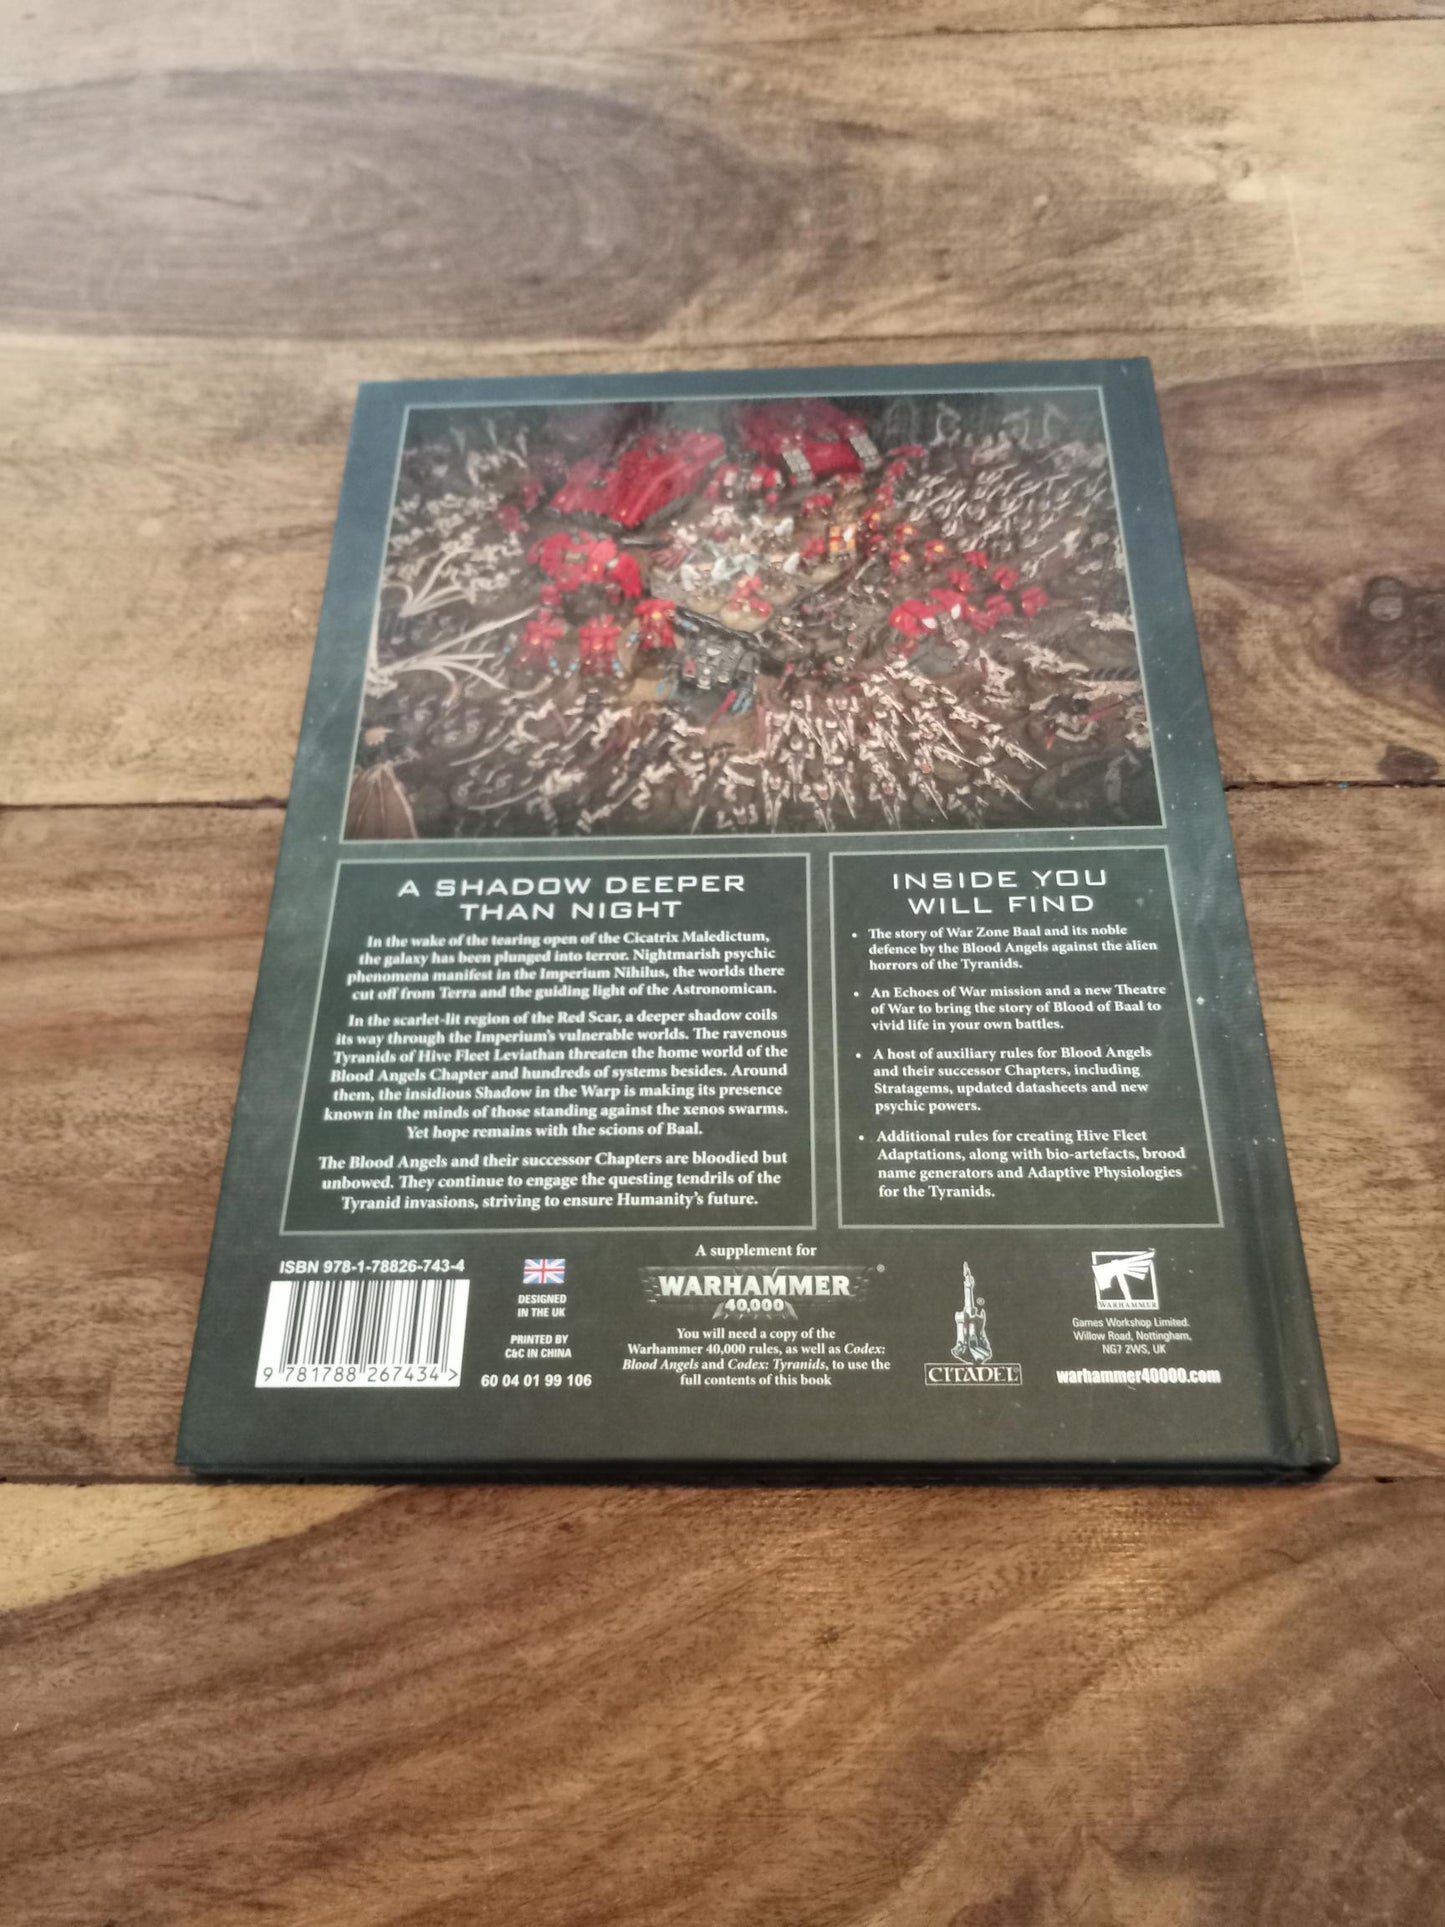 A SHADOW DEEPER
THAN NIGHT
In the wake of the tearing open of the Cicatrix Maledictum,
the galaxy has been plunged into terror. Nightmarish psychic
phenomena manifest in the Imperium Nihilus, the worlds there
cut off from Terra and the guiding light of the Astronomican.
In the scarlet-lit region of the Red Scar, a deeper shadow coils
its way through the Imperium's vulnerable worlds. The ravenous
Tyranids of Hive Fleet Leviathan threaten the home world of the
Blood Angels Chapter and hundreds of systems besides. Around
them, the insidious Shadow in the Warp is making its presence
known in the minds of those standing against the xenos swarms.
Yet hope remains with the scions of Baal.
The Blood Angels and their successor Chapters are bloodied but
unbowed. They continue to engage the questing tendrils of the
Tyranid invasions, striving to ensure Humanity's future.
INSIDE YOU
WILL FIND
• The story of War Zone Baal and its noble
defence by the Blood Angels against the alien
horrors of the Tyranids.
• An Echoes of War mission and a new Theatre
of War to bring the story of Blood of Baal to
vivid life in your own battles.
• A host of auxiliary rules for Blood Angels
and their successor Chapters, including
Stratagems, updated datasheets and new
psychic powers.
• Additional rules for creating Hive Fleet
Adaptations, along with bio-artefacts, brood
name generators and Adaptive Physiologies
for the Tyranids.
ISBN 978-1-78826-743-4
9 781788 267434 >
DESIGNED
IN THE UK
PRINTED BY
C&C IN CHINA
60 04 01 99 106
A supplement for
WARHAMMER®
40,000
You will need a copy of the
Warhammer 40,000 rules, as well as Codex:
Blood Angels and Codex: Tyranids, to use the
full contents of this book
®
CITADEL
WARHAMMER
Games Workshop Limited.
Willow Road, Nottingham,
NG7 2WS, UK
warhammer40000.com